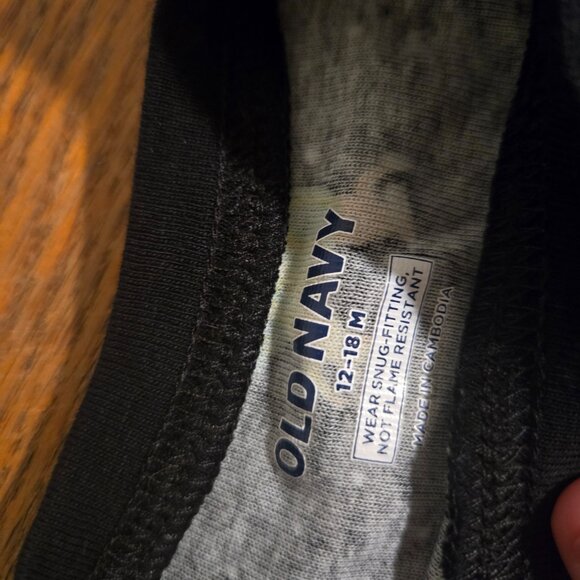 OLD NAVY
12-18 M
WEAR SNUG-FITTING,
NOT FLAME RESISTANT
MADE IN CAMBODIA